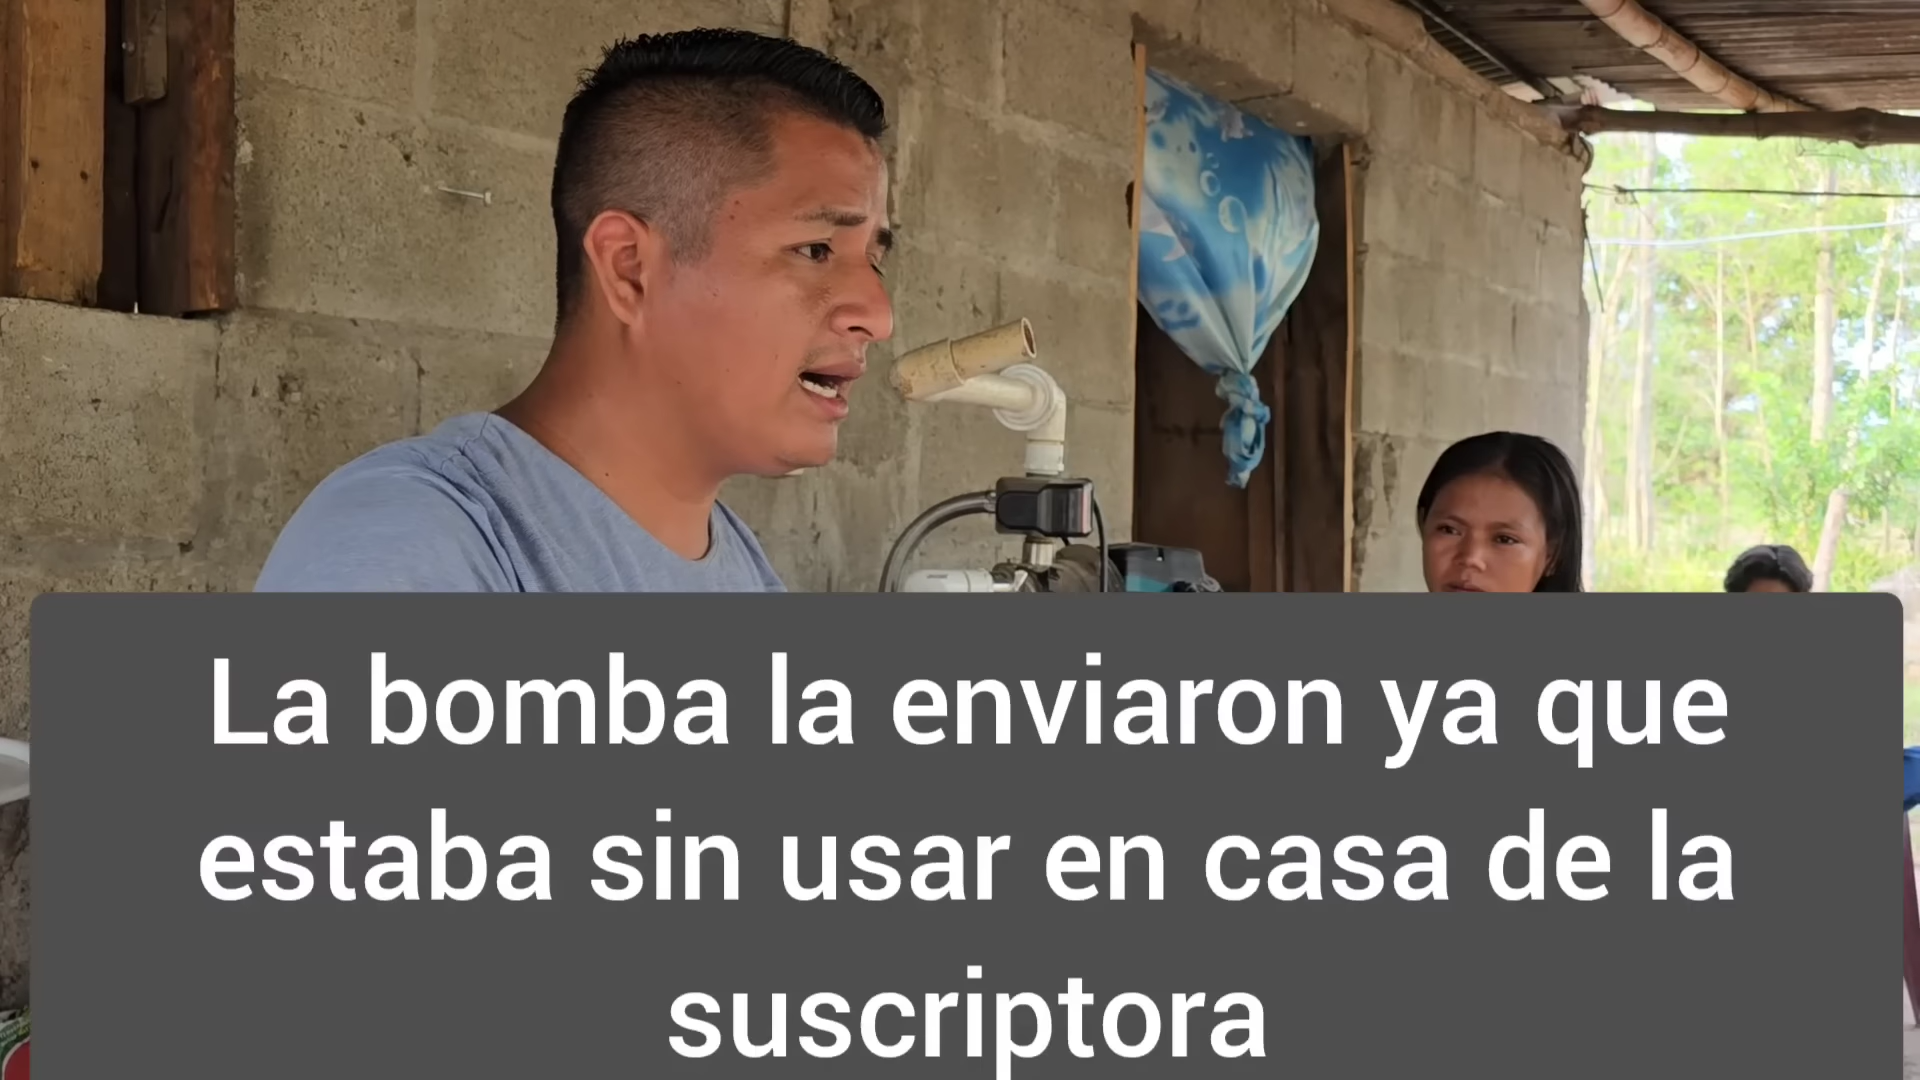 La bomba la enviaron ya que
estaba sin usar en casa de la
suscriptora